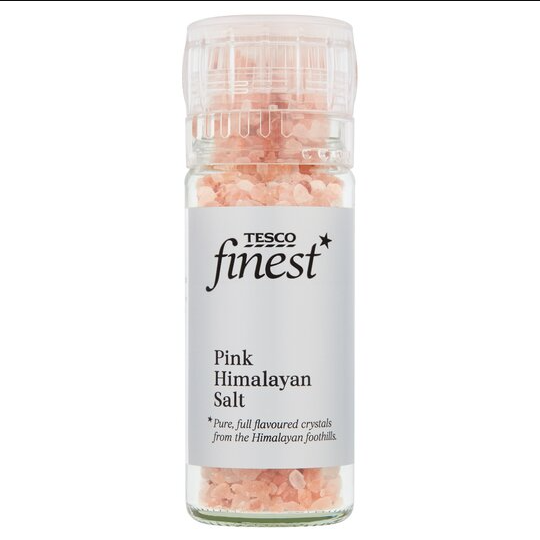 TESCO
finest*
Pink
Himalayan
Salt
*Pure, full flavoured crystals
from the Himalayan foothills.